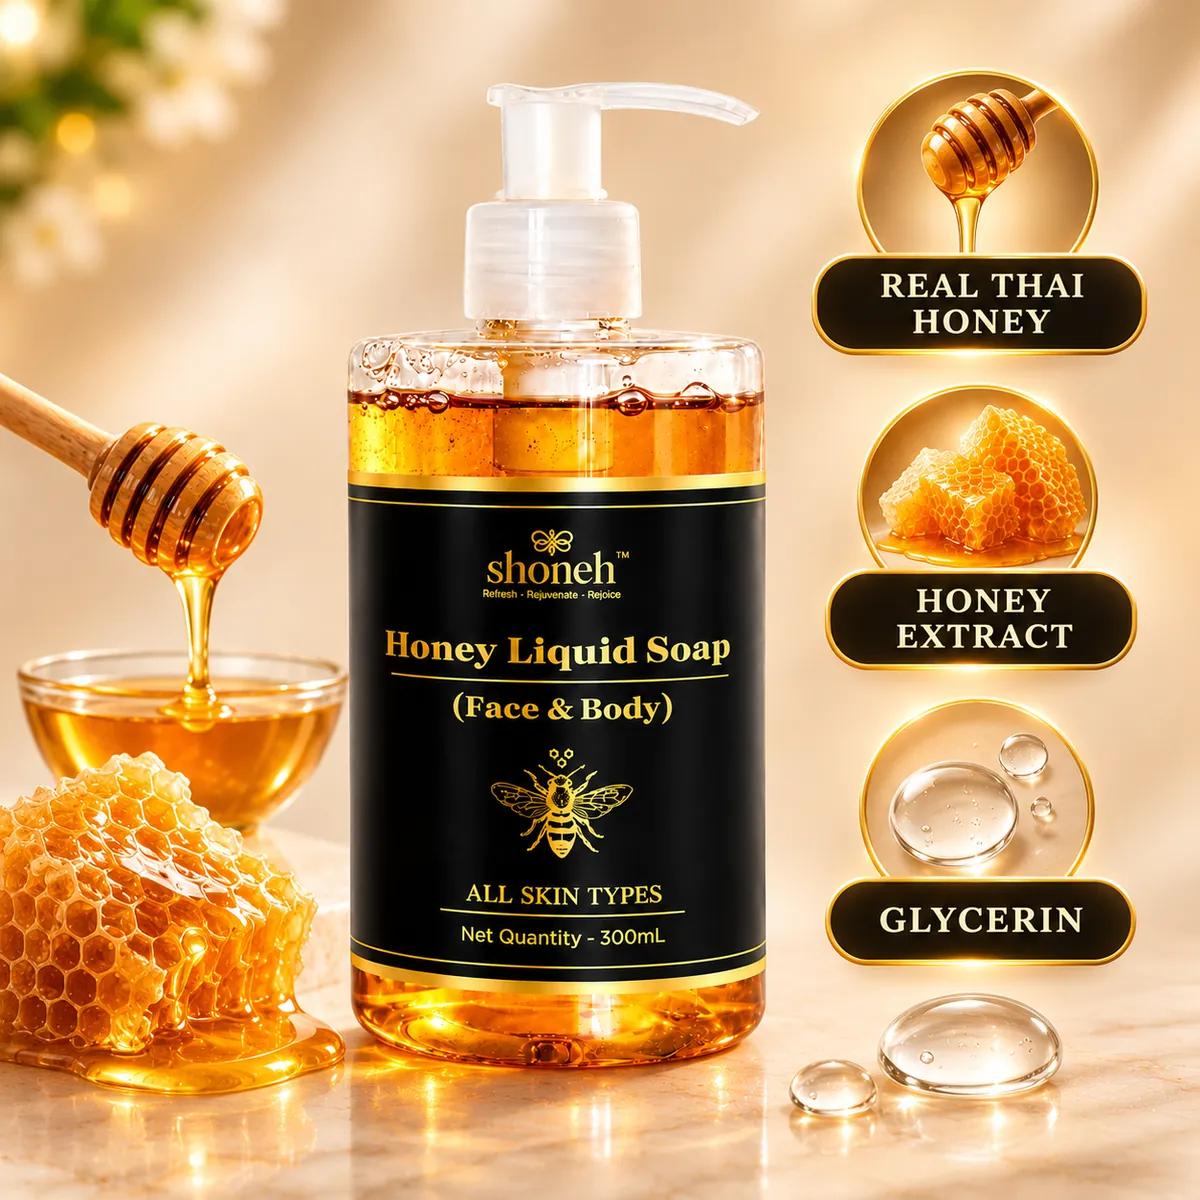 shoneh™
Refresh - Rejuvenate - Rejoice
Honey Liquid Soap
(Face & Body)
ALL SKIN TYPES
Net Quantity - 300mL
REAL THAI
HONEY
HONEY
EXTRACT
GLYCERIN